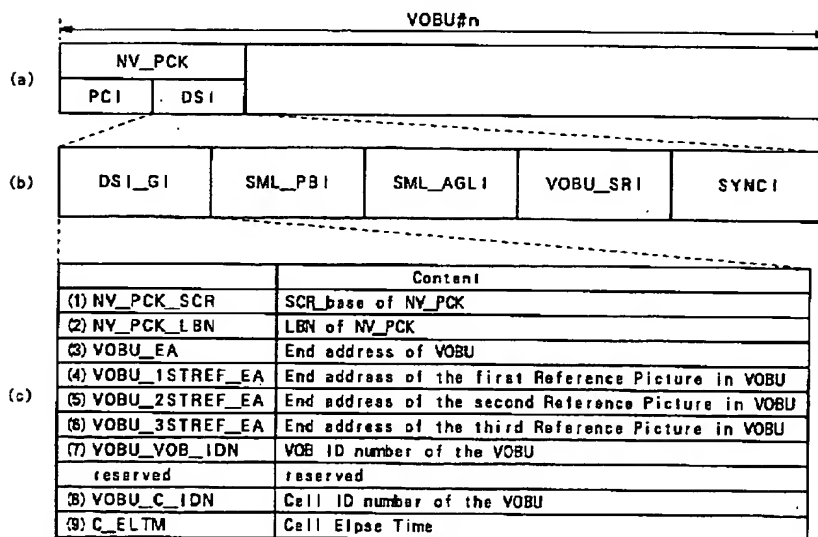 VOBU#n
(a)
NV_PCK
PCI DSI
(b)
DSI_GI SML_PBI SML_AGLI VOBU_SRI SYNCI
(c)
Content
(1) NV_PCK_SCR SCR_base of NV_PCK
(2) NV_PCK_LBN LBN of NV_PCK
(3) VOBU_EA End address of VOBU
(4) VOBU_1STREF_EA End address of the first Reference Picture in VOBU
(5) VOBU_2STREF_EA End address of the second Reference Picture in VOBU
(6) VOBU_3STREF_EA End address of the third Reference Picture in VOBU
(7) VOBU_VOB_IDN VOB ID number of the VOBU
reserved reserved
(8) VOBU_C_IDN Cell ID number of the VOBU
(9) C_ELTM Cell Elpse Time